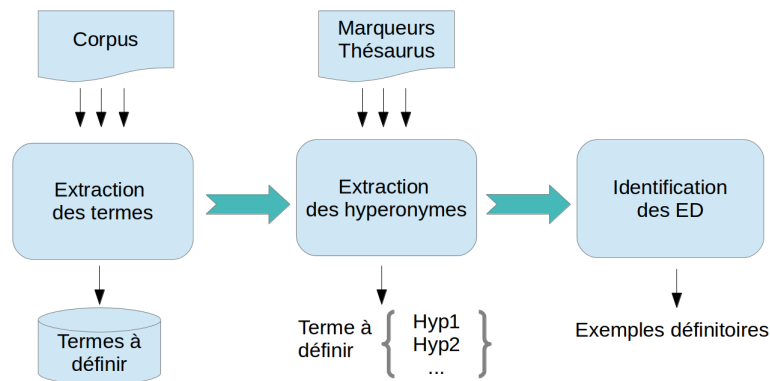 Corpus
Marqueurs
Thésaurus
Extraction
des termes
Extraction
des hyperonymes
Identification
des ED
Termes à
définir
Terme à
définir
Hyp1
Hyp2
...
Exemples définitoires